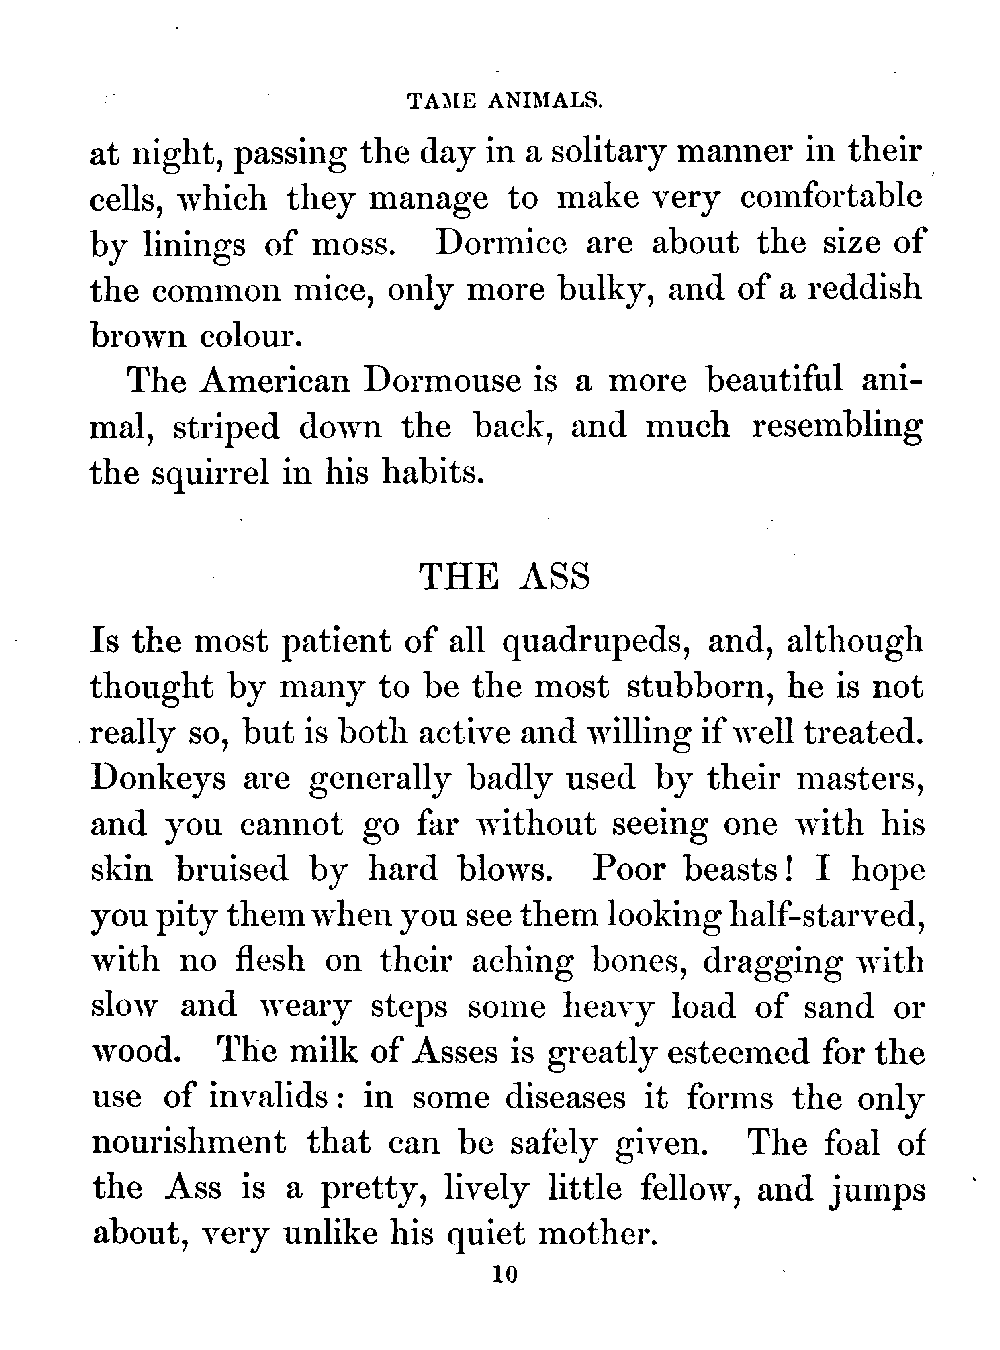 TAME ANIMALS.
at night, passing the day in a solitary manner in their
cells, which they manage to make very comfortable
by linings of moss. Dormice are about the size of
the common mice, only more bulky, and of a reddish
brown colour.
The American Dormouse is a more beautiful ani-
mal, striped down the back, and much resembling
the squirrel in his habits.
THE ASS
Is the most patient of all quadrupeds, and, although
thought by many to be the most stubborn, he is not
really so, but is both active and willing if well treated.
Donkeys are generally badly used by their masters,
and you cannot go far without seeing one with his
skin bruised by hard blows. Poor beasts! I hope
you pity them when you see them looking half-starved,
with no flesh on their aching bones, dragging with
slow and weary steps some heavy load of sand or
wood. The milk of Asses is greatly esteemed for the
use of invalids: in some diseases it forms the only
nourishment that can be safely given. The foal of
the Ass is a pretty, lively little fellow, and jumps
about, very unlike his quiet mother.
10